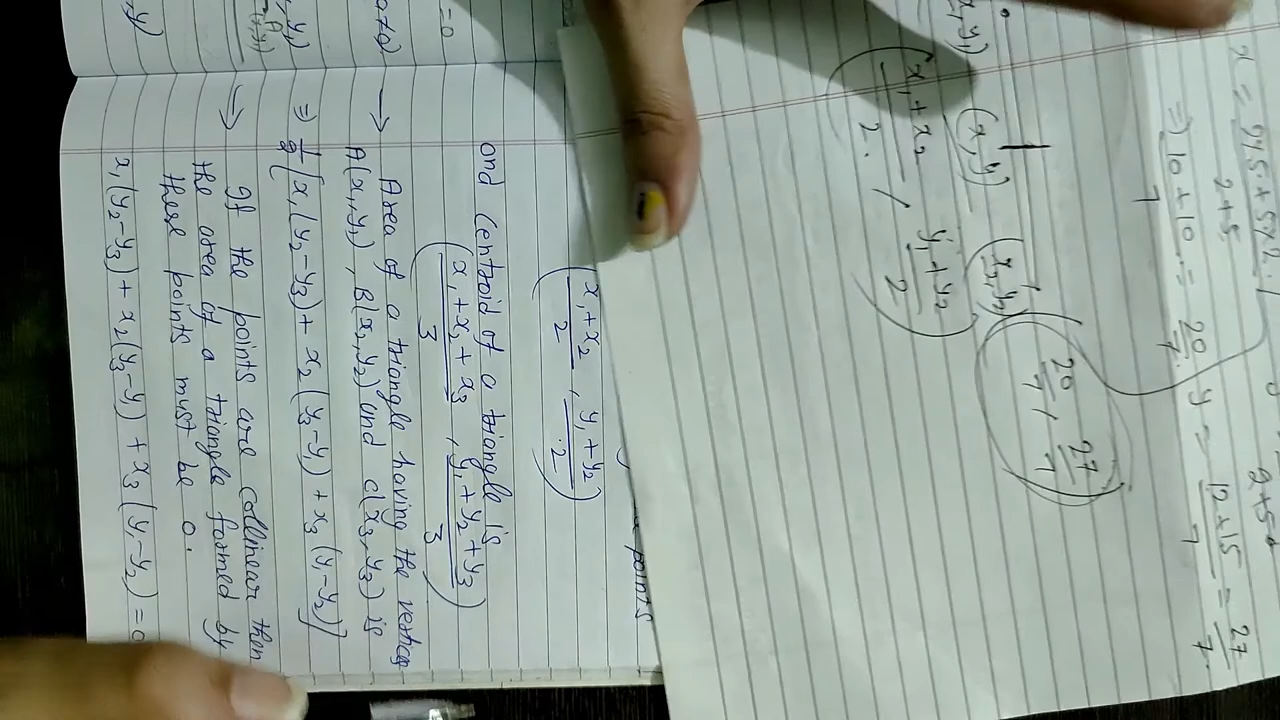 2+5
⇒ 10+10/7 = 20/7 y = 12+15/7 = 27/7
(20/7, 27/7)
(x, y)
(x₁+x₂/2, y₁+y₂/2)
points
(x₁+x₂/2, y₁+y₂/2)
and Centroid of a triangle is
(x₁+x₂+x₃/3, y₁+y₂+y₃/3)
→ Area of a triangle having the vertices
A(x₁,y₁), B(x₂,y₂) and C(x₃,y₃) is
⇒ 1/2[x₁(y₂-y₃)+x₂(y₃-y₁)+x₃(y₁-y₂)]
⇒ If the points are collinear then
the area of a triangle formed by
these points must be 0.
x₁(y₂-y₃)+x₂(y₃-y₁)+x₃(y₁-y₂)=0
=0